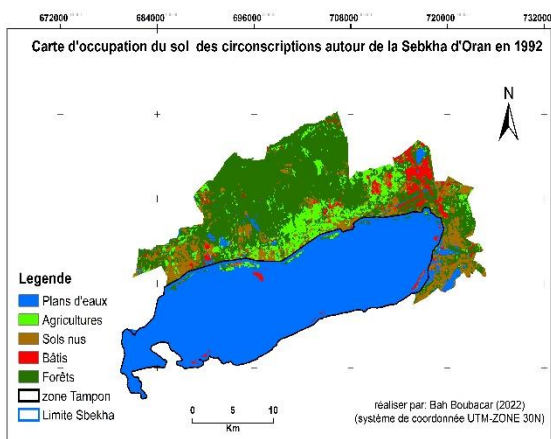 672000 684000 696000 708000 720000 732000
Carte d'occupation du sol des circonscriptions autour de la Sebkha d'Oran en 1992
N
Legende
Plans d'eaux
Agricultures
Sols nus
Bâtis
Forêts
zone Tampon
Limite Sbekha
0 5 10
Km
réaliser par: Bah Boubacar (2022)
(système de coordonnée UTM-ZONE 30N)